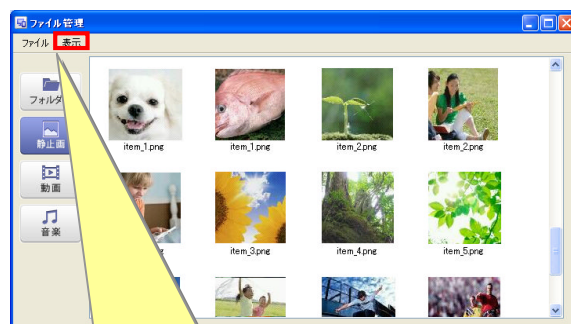 ファイル管理
ファイル 表示
フォルダ
静止画
動画
音楽
item_1.png item_1.png item_2.png item_2.png
item_3.png item_4.png item_5.png